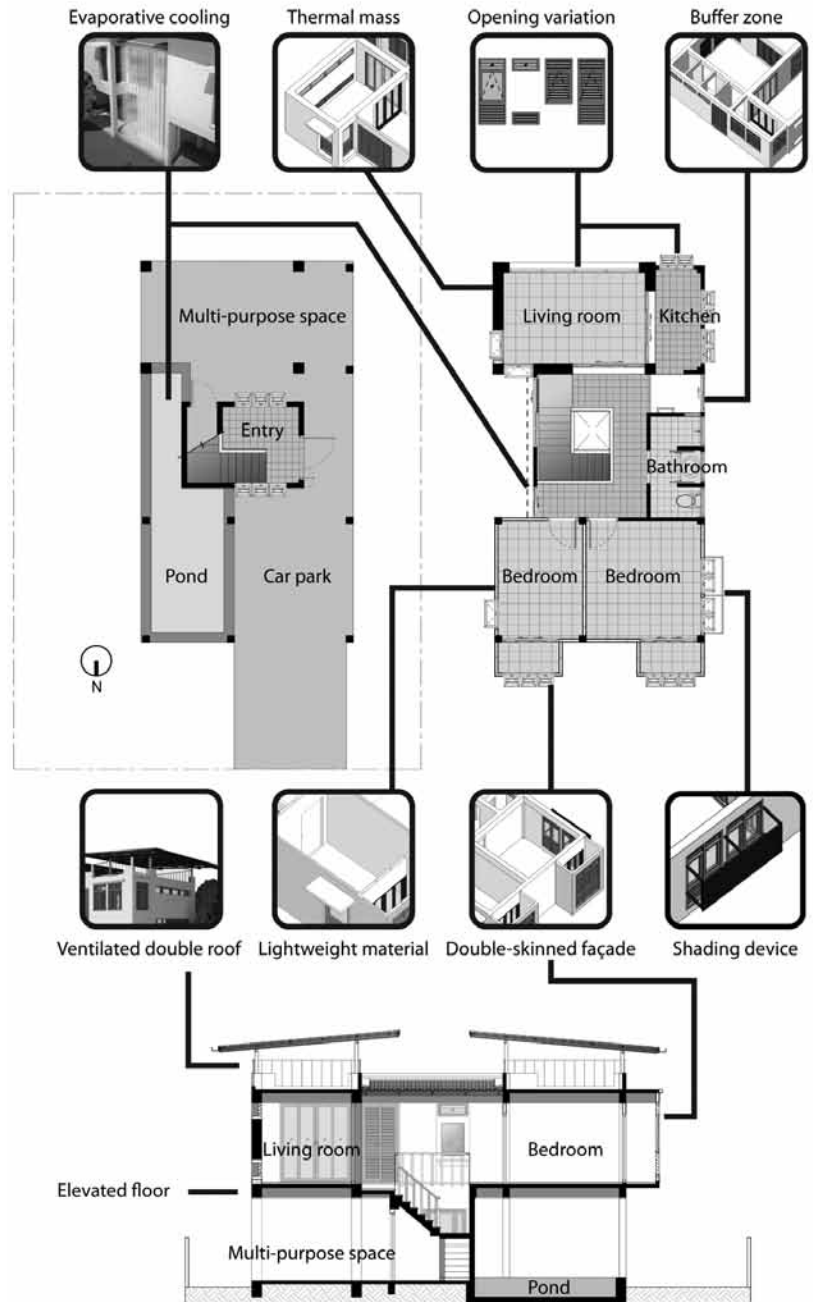 Evaporative cooling
Thermal mass
Opening variation
Buffer zone
Multi-purpose space
Living room
Kitchen
Entry
Bathroom
Pond
Car park
Bedroom
Bedroom
N
Ventilated double roof
Lightweight material
Double-skinned façade
Shading device
Living room
Bedroom
Elevated floor
Multi-purpose space
Pond